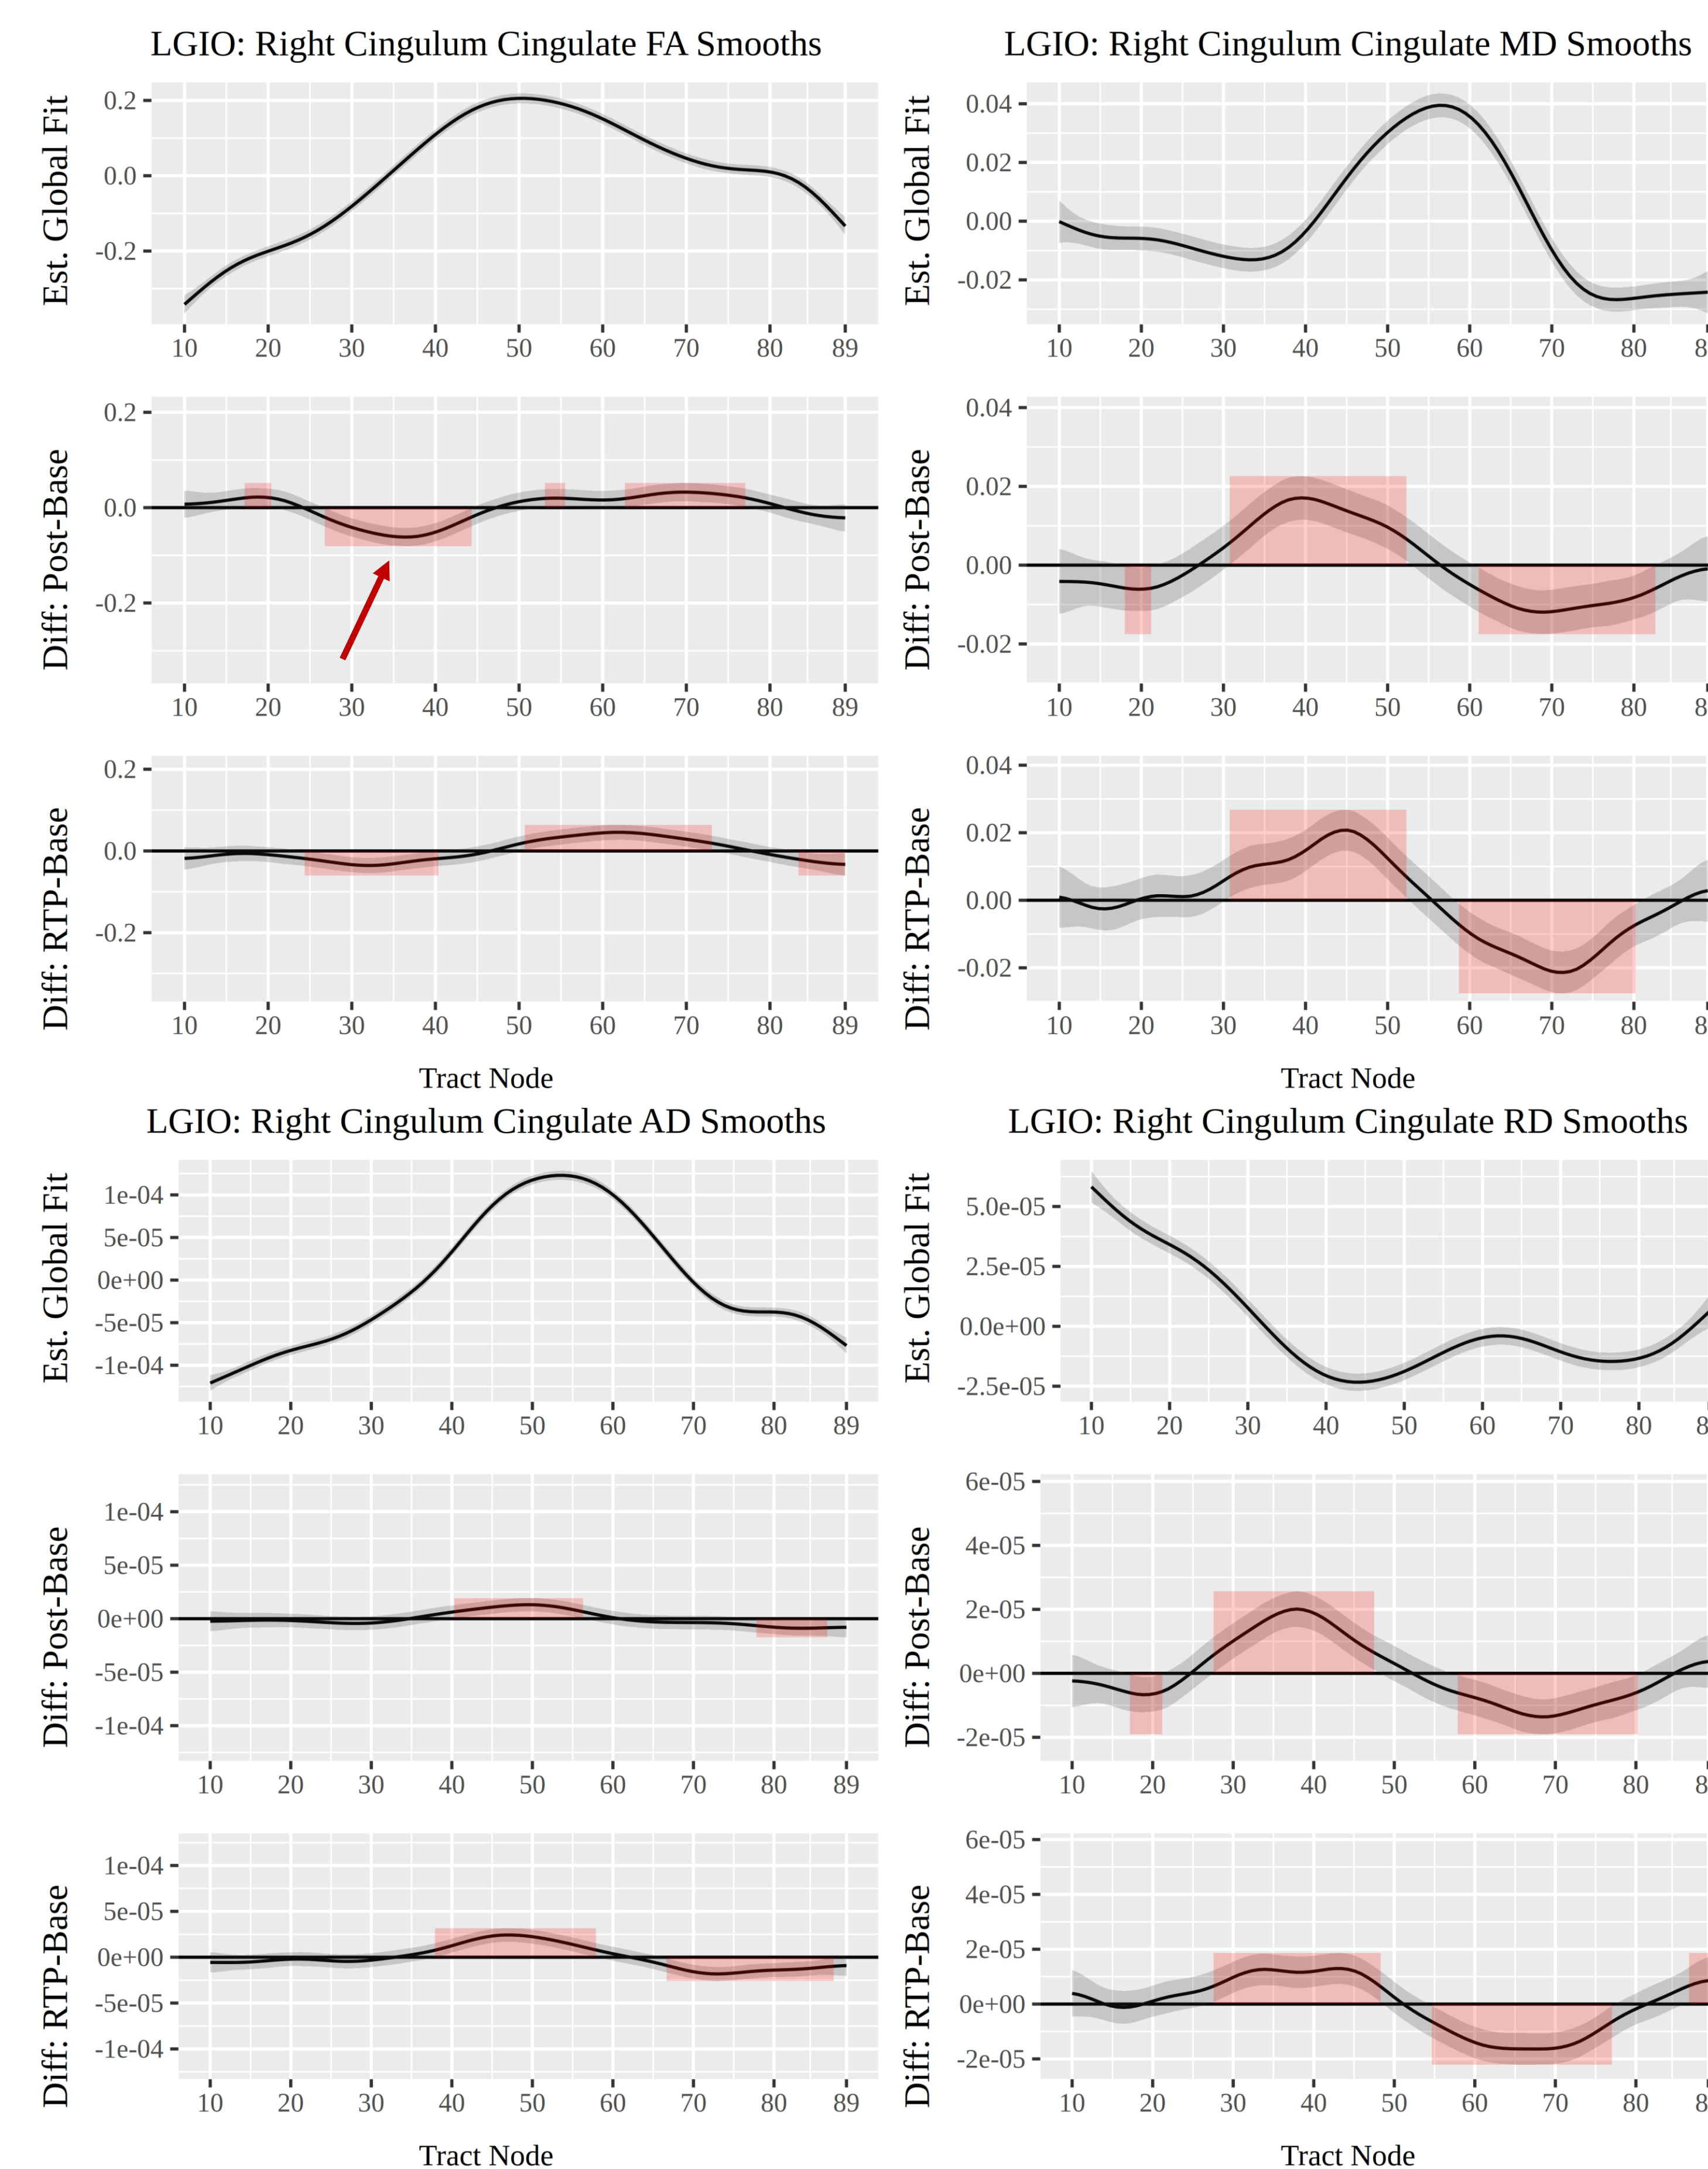 LGIO: Right Cingulum Cingulate FA Smooths
Est. Global Fit
0.2
0.0
-0.2
10 20 30 40 50 60 70 80 89
Diff: Post-Base
0.2
0.0
-0.2
10 20 30 40 50 60 70 80 89
Diff: RTP-Base
0.2
0.0
-0.2
10 20 30 40 50 60 70 80 89
Tract Node
LGIO: Right Cingulum Cingulate MD Smooths
Est. Global Fit
0.04
0.02
0.00
-0.02
10 20 30 40 50 60 70 80 8
Diff: Post-Base
0.04
0.02
0.00
-0.02
10 20 30 40 50 60 70 80 8
Diff: RTP-Base
0.04
0.02
0.00
-0.02
10 20 30 40 50 60 70 80 8
Tract Node
LGIO: Right Cingulum Cingulate AD Smooths
Est. Global Fit
1e-04
5e-05
0e+00
-5e-05
-1e-04
10 20 30 40 50 60 70 80 89
Diff: Post-Base
1e-04
5e-05
0e+00
-5e-05
-1e-04
10 20 30 40 50 60 70 80 89
Diff: RTP-Base
1e-04
5e-05
0e+00
-5e-05
-1e-04
10 20 30 40 50 60 70 80 89
Tract Node
LGIO: Right Cingulum Cingulate RD Smooths
Est. Global Fit
5.0e-05
2.5e-05
0.0e+00
-2.5e-05
10 20 30 40 50 60 70 80 8
Diff: Post-Base
6e-05
4e-05
2e-05
0e+00
-2e-05
10 20 30 40 50 60 70 80 8
Diff: RTP-Base
6e-05
4e-05
2e-05
0e+00
-2e-05
10 20 30 40 50 60 70 80 8
Tract Node